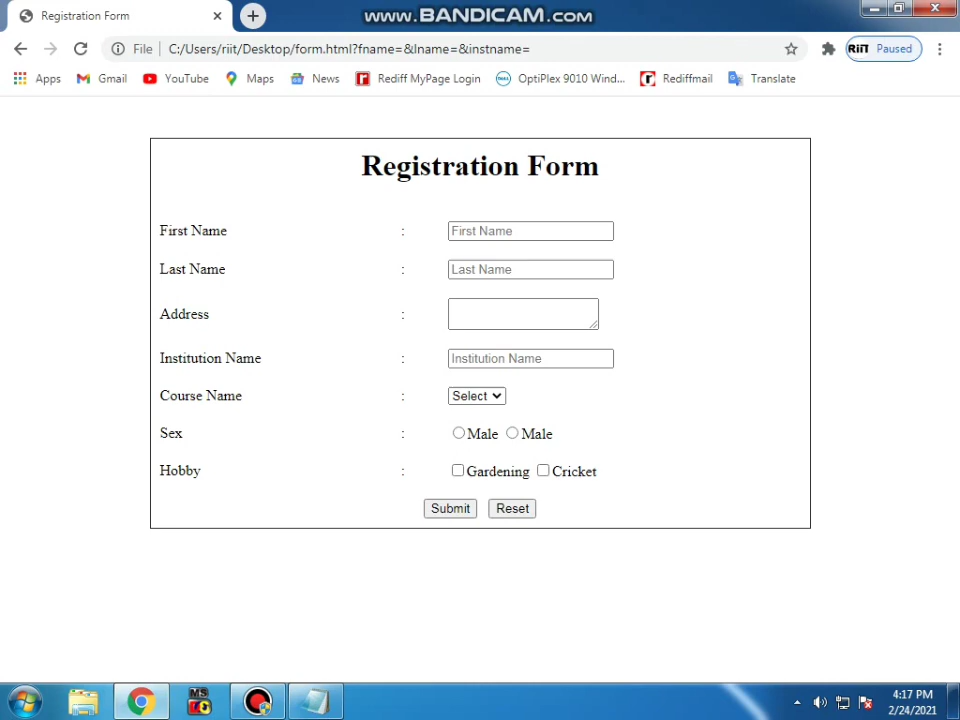 Registration Form
www.BANDICAM.com
File | C:/Users/riit/Desktop/form.html?fname=&lname=&instname=
RiiT Paused
Apps Gmail YouTube Maps News Rediff MyPage Login OptiPlex 9010 Wind... Rediffmail Translate
Registration Form
First Name : First Name
Last Name : Last Name
Address :
Institution Name : Institution Name
Course Name : Select
Sex : Male Male
Hobby : Gardening Cricket
Submit Reset
MS
4:17 PM
2/24/2021